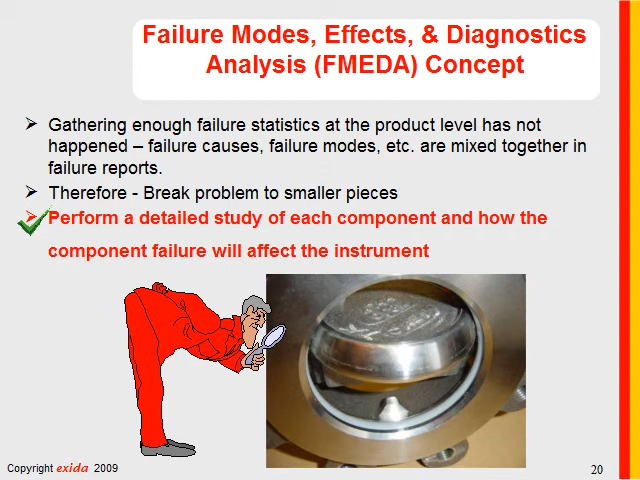 Failure Modes, Effects, & Diagnostics
Analysis (FMEDA) Concept
Gathering enough failure statistics at the product level has not
happened – failure causes, failure modes, etc. are mixed together in
failure reports.
Therefore - Break problem to smaller pieces
Perform a detailed study of each component and how the
component failure will affect the instrument
Copyright exida 2009
20